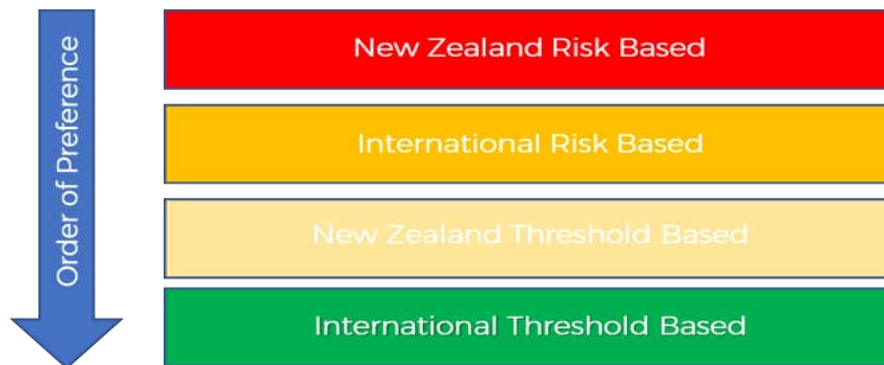 Order of Preference
New Zealand Risk Based
International Risk Based
New Zealand Threshold Based
International Threshold Based